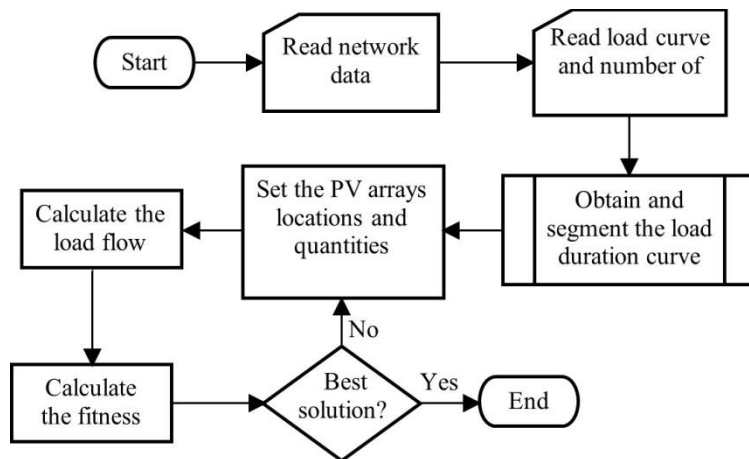 Start
Read network
data
Read load curve
and number of
Obtain and
segment the load
duration curve
Set the PV arrays
locations and
quantities
Calculate the
load flow
Calculate
the fitness
Best
solution?
No
Yes
End